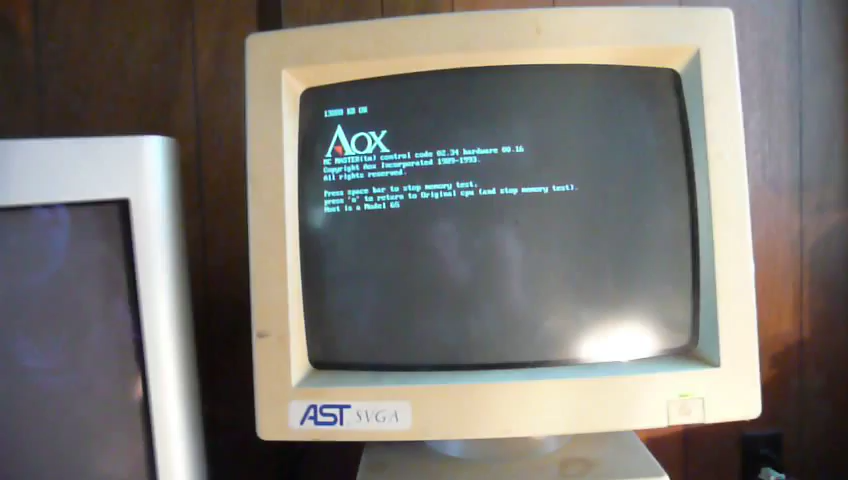 13888 KB OK
Aox
MC MASTER(tm) control code 02.34 hardware 00.16
Copyright Aox Incorporated 1989-1993.
All rights reserved.
Press space bar to stop memory test,
press "o" to return to Original cpu (and stop memory test).
Host is a Model 65
AST SVGA